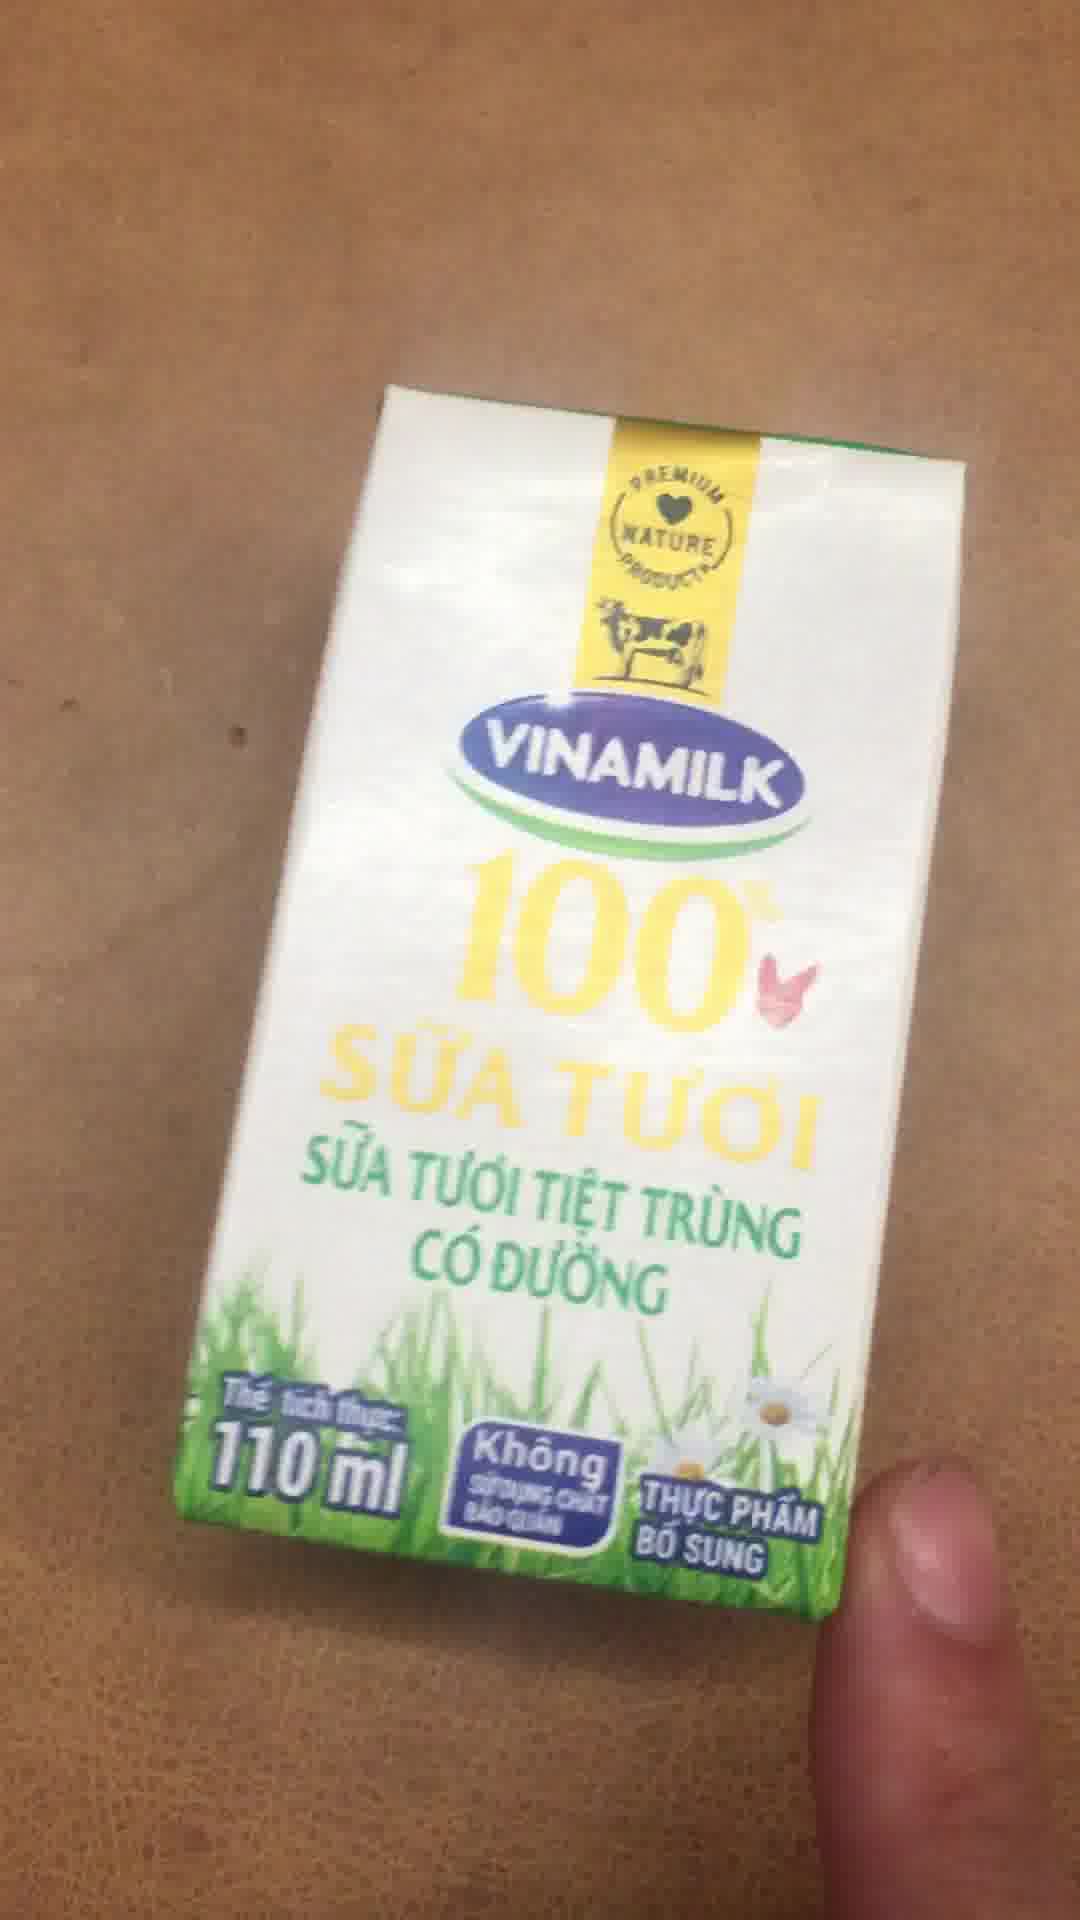 PREMIUM
NATURE
PRODUCT
VINAMILK
100%
SỮA TƯƠI
SỮA TƯƠI TIỆT TRÙNG
CÓ ĐƯỜNG
Thể tích thực:
110 ml
Không
SỬ DỤNG CHẤT
BẢO QUẢN
THỰC PHẨM
BỔ SUNG